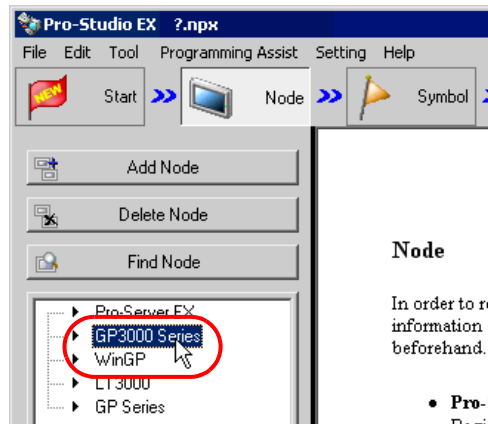 Pro-Studio EX ?.npx
File Edit Tool Programming Assist Setting Help
NEW Start Node Symbol
Add Node
Delete Node
Find Node
Pro-Server EX
GP3000 Series
WinGP
LT3000
GP Series
Node
In order to r
information
beforehand.
• Pro-